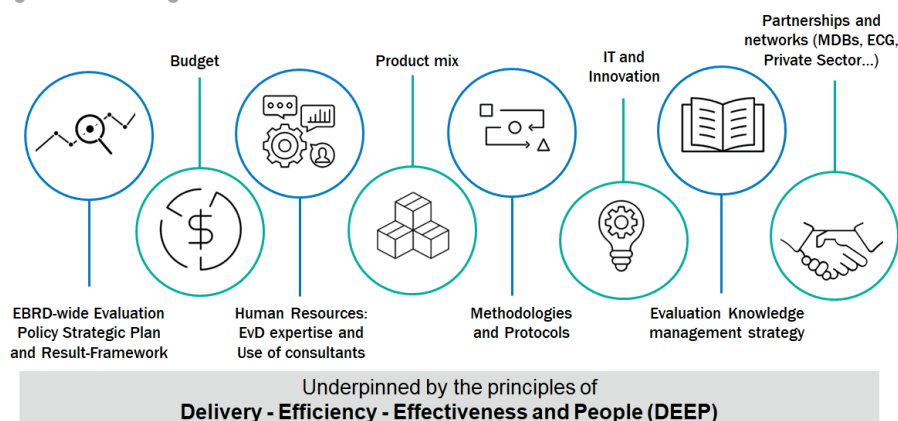 Partnerships and
networks (MDBs, ECG,
Private Sector...)
Budget
Product mix
IT and
Innovation
$
EBRD-wide Evaluation
Policy Strategic Plan
and Result-Framework
Human Resources:
EvD expertise and
Use of consultants
Methodologies
and Protocols
Evaluation Knowledge
management strategy
Underpinned by the principles of
Delivery - Efficiency - Effectiveness and People (DEEP)